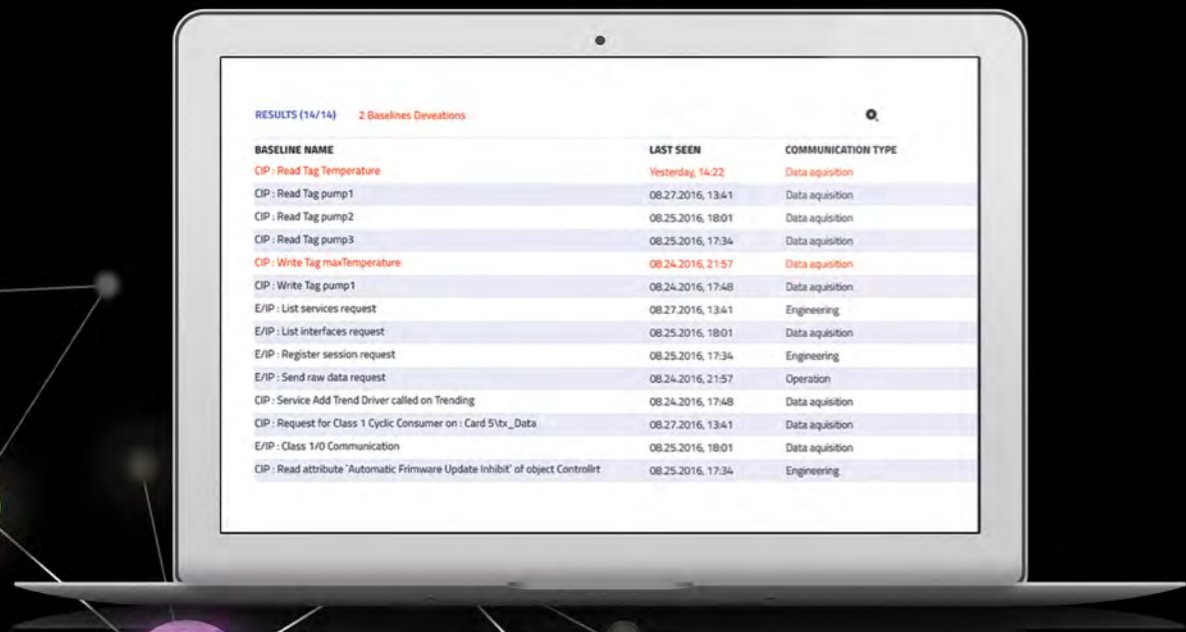 RESULTS (14/14) 2 Baselines Deveations
BASELINE NAME LAST SEEN COMMUNICATION TYPE
CIP : Read Tag Temperature Yesterday, 14:22 Data aquisition
CIP : Read Tag pump1 08.27.2016, 13:41 Data aquisition
CIP : Read Tag pump2 08.25.2016, 18:01 Data aquisition
CIP : Read Tag pump3 08.25.2016, 17:34 Data aquisition
CIP : Write Tag maxTemperature 08.24.2016, 21:57 Data aquisition
CIP : Write Tag pump1 08.24.2016, 17:48 Data aquisition
E/IP : List services request 08.27.2016, 13:41 Engineering
E/IP : List interfaces request 08.25.2016, 18:01 Data aquisition
E/IP : Register session request 08.25.2016, 17:34 Engineering
E/IP : Send raw data request 08.24.2016, 21:57 Operation
CIP : Service Add Trend Driver called on Trending 08.24.2016, 17:48 Data aquisition
CIP : Request for Class 1 Cyclic Consumer on : Card 5\tx_Data 08.27.2016, 13:41 Data aquisition
E/IP : Class 1/0 Communication 08.25.2016, 18:01 Data aquisition
CIP : Read attribute `Automatic Frimware Update Inhibit` of object Controllrt 08.25.2016, 17:34 Engineering